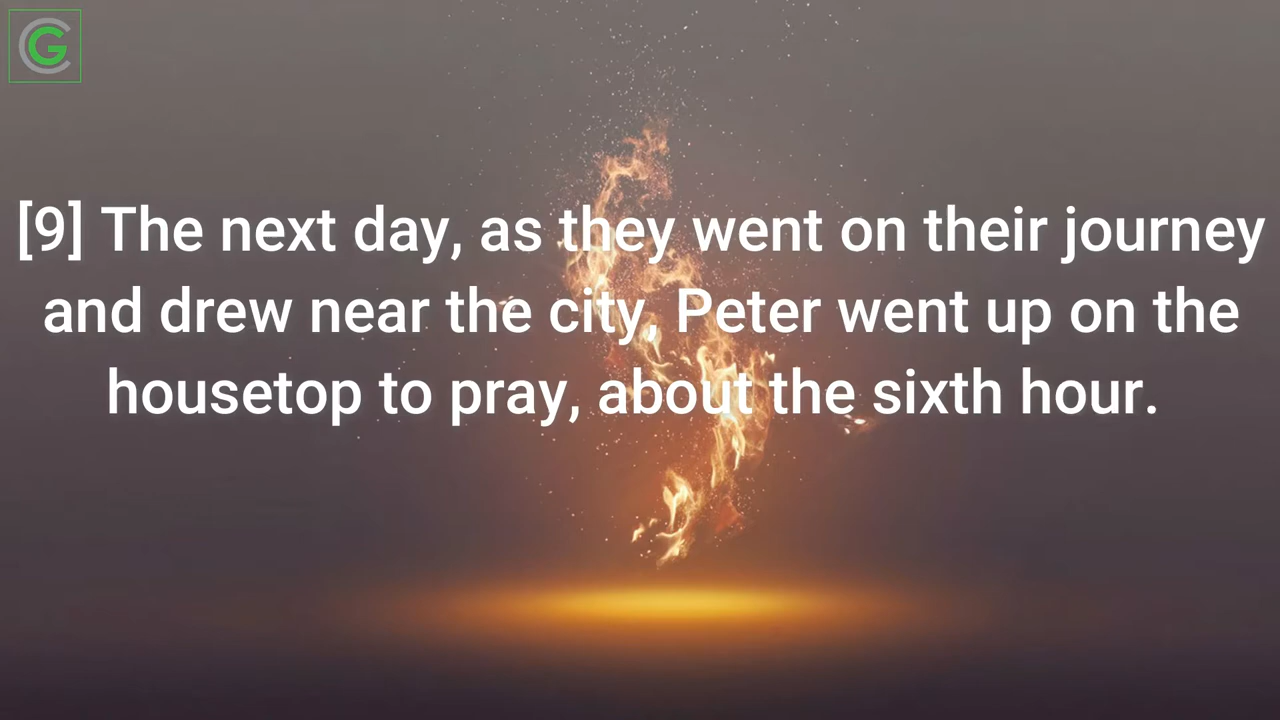 [9] The next day, as they went on their journey
and drew near the city, Peter went up on the
housetop to pray, about the sixth hour.